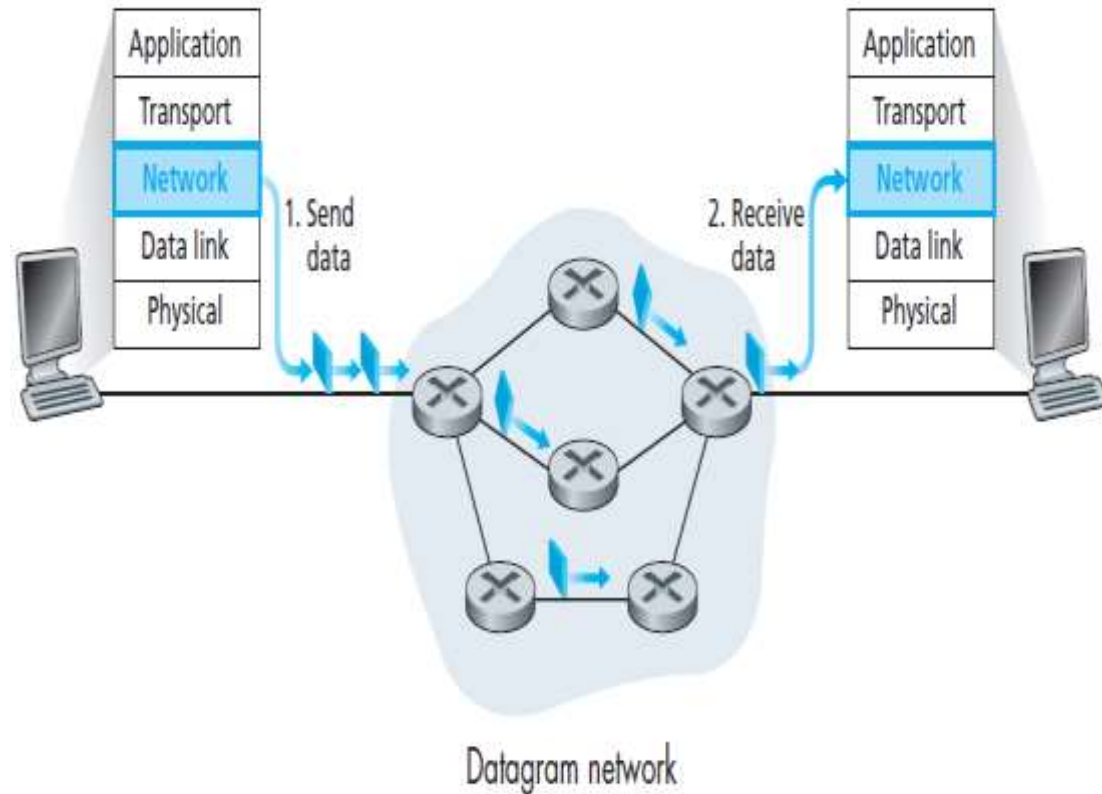 Application
Transport
Network
Data link
Physical
1. Send
data
2. Receive
data
Application
Transport
Network
Data link
Physical
Datagram network